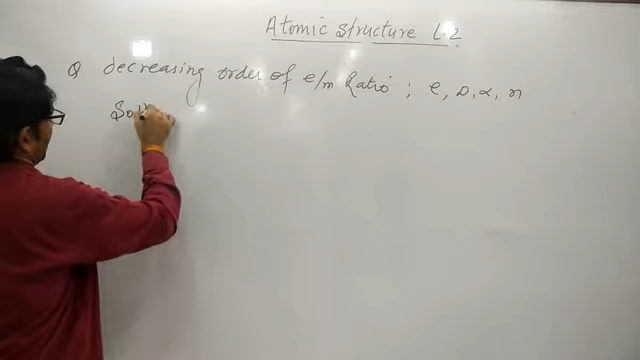 Atomic Structure L-2
Q decreasing order of e/m Ratio ; e, p, α, n
Sol